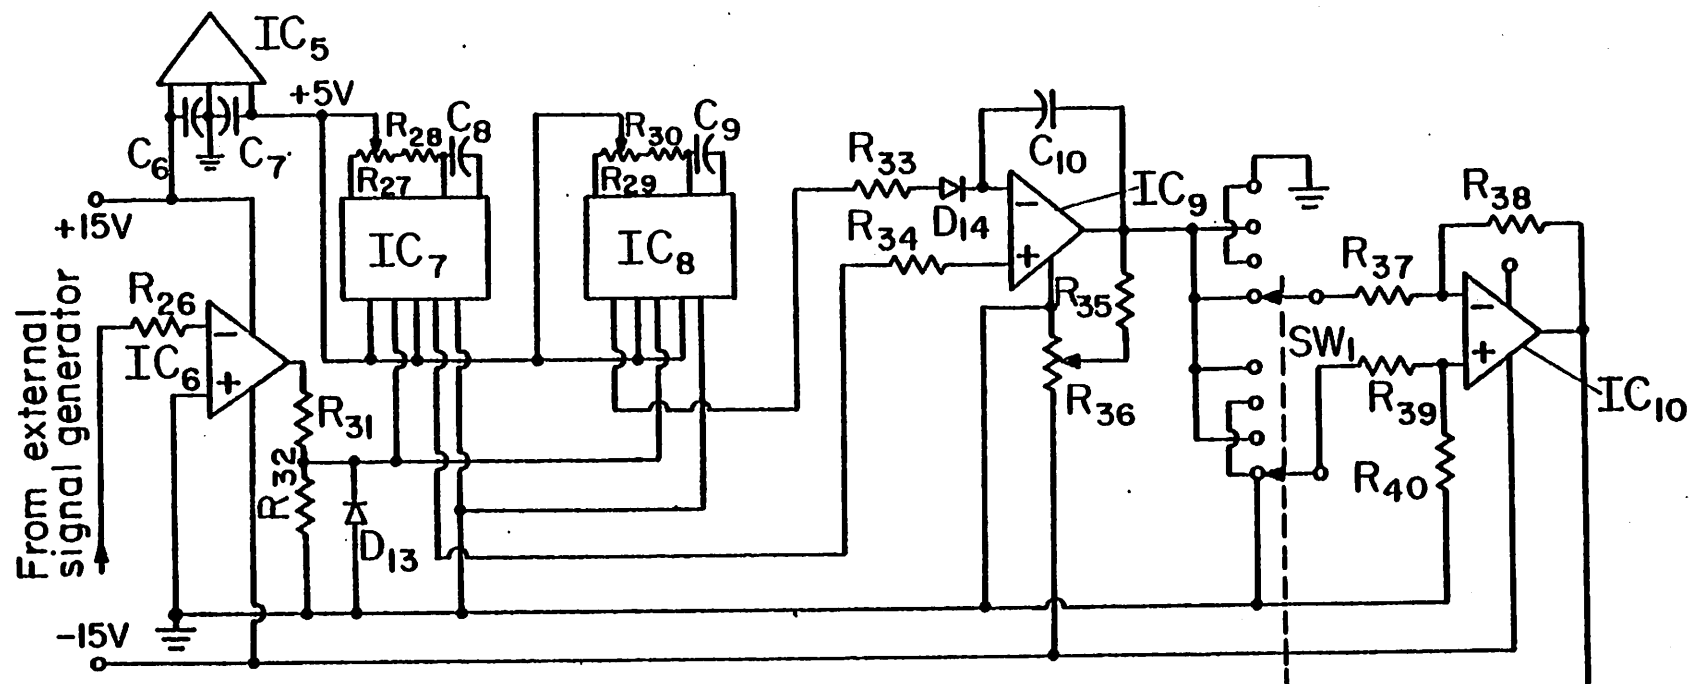 IC5
+5V
C6
C7
R28
C8
R27
R30
C9
R29
+15V
IC7
IC8
R33
D14
R34
C10
−
+
IC9
R35
R36
From external
signal generator
R26
−
+
IC6
R31
R32
D13
-15V
R37
R38
SW1
−
+
R39
R40
IC10